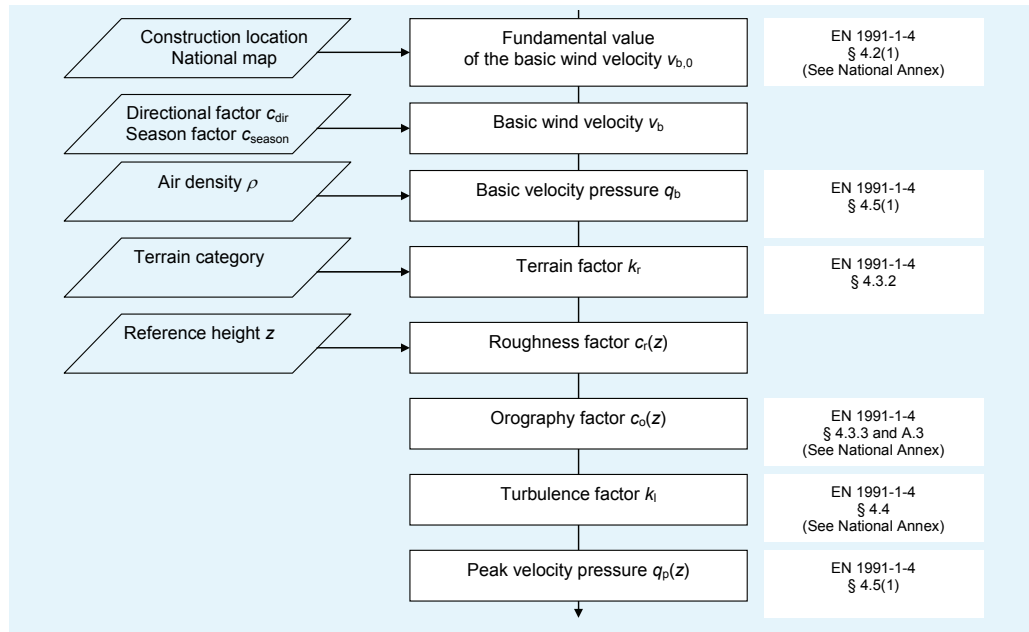 Construction location
National map
Fundamental value
of the basic wind velocity vb,0
EN 1991-1-4
§ 4.2(1)
(See National Annex)
Directional factor cdir
Season factor cseason
Basic wind velocity vb
Air density ρ
Basic velocity pressure qb
EN 1991-1-4
§ 4.5(1)
Terrain category
Terrain factor kr
EN 1991-1-4
§ 4.3.2
Reference height z
Roughness factor cr(z)
Orography factor co(z)
EN 1991-1-4
§ 4.3.3 and A.3
(See National Annex)
Turbulence factor kI
EN 1991-1-4
§ 4.4
(See National Annex)
Peak velocity pressure qp(z)
EN 1991-1-4
§ 4.5(1)